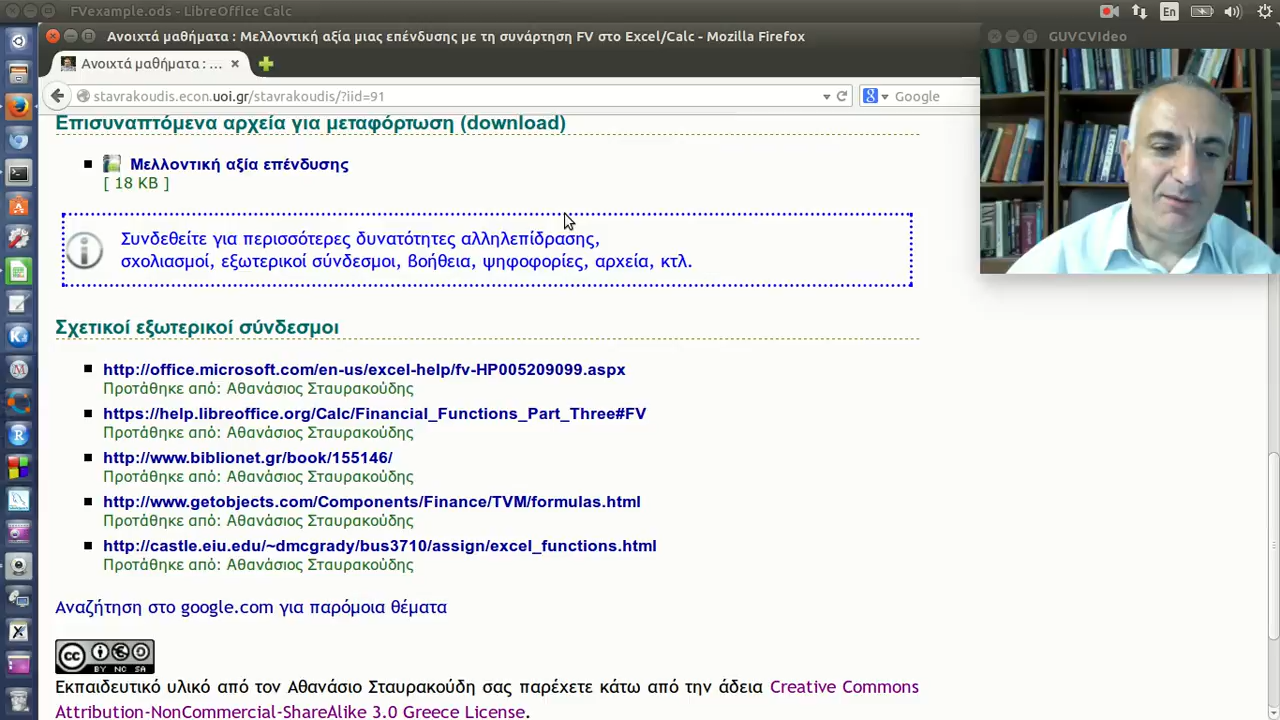 FVexample.ods - LibreOffice Calc
En
Ανοιχτά μαθήματα : Μελλοντική αξία μιας επένδυσης με τη συνάρτηση FV στο Excel/Calc - Mozilla Firefox
GUVCVIdeo
Ανοιχτά μαθήματα : ...
stavrakoudis.econ.uoi.gr/stavrakoudis/?iid=91
Google
Επισυναπτόμενα αρχεία για μεταφόρτωση (download)
Μελλοντική αξία επένδυσης
[ 18 KB ]
Συνδεθείτε για περισσότερες δυνατότητες αλληλεπίδρασης,
σχολιασμοί, εξωτερικοί σύνδεσμοι, βοήθεια, ψηφοφορίες, αρχεία, κτλ.
Σχετικοί εξωτερικοί σύνδεσμοι
http://office.microsoft.com/en-us/excel-help/fv-HP005209099.aspx
Προτάθηκε από: Αθανάσιος Σταυρακούδης
https://help.libreoffice.org/Calc/Financial_Functions_Part_Three#FV
Προτάθηκε από: Αθανάσιος Σταυρακούδης
http://www.biblionet.gr/book/155146/
Προτάθηκε από: Αθανάσιος Σταυρακούδης
http://www.getobjects.com/Components/Finance/TVM/formulas.html
Προτάθηκε από: Αθανάσιος Σταυρακούδης
http://castle.eiu.edu/~dmcgrady/bus3710/assign/excel_functions.html
Προτάθηκε από: Αθανάσιος Σταυρακούδης
Αναζήτηση στο google.com για παρόμοια θέματα
cc BY NC SA
Εκπαιδευτικό υλικό από τον Αθανάσιο Σταυρακούδη σας παρέχετε κάτω από την άδεια Creative Commons
Attribution-NonCommercial-ShareAlike 3.0 Greece License.